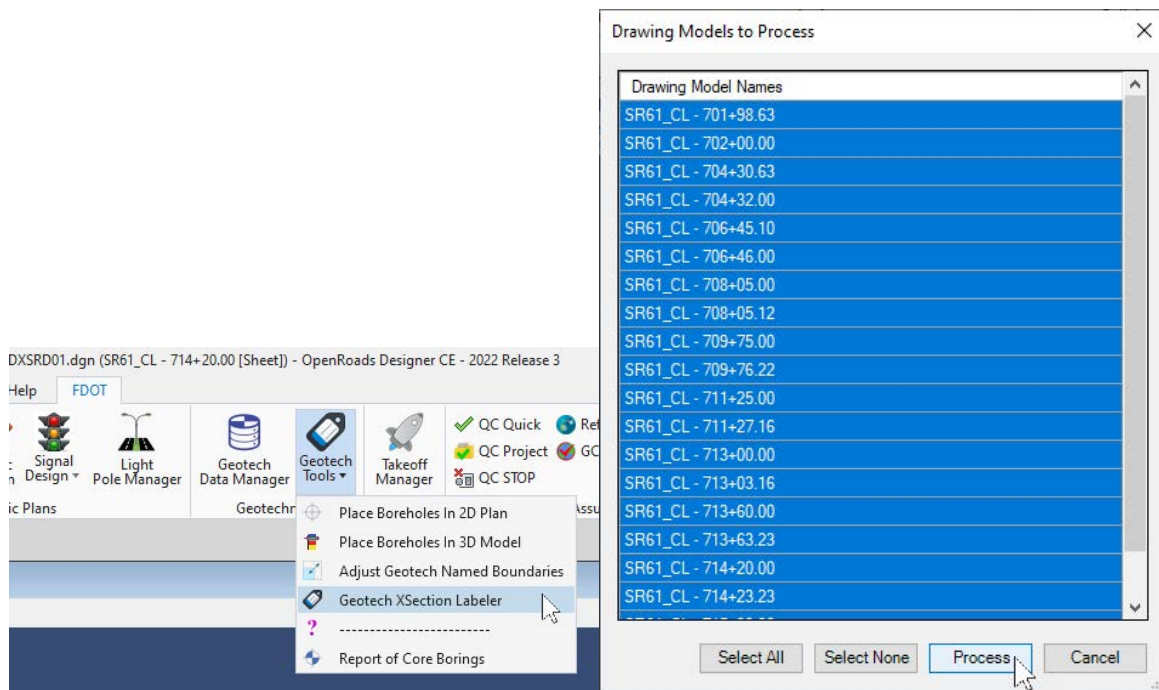 Drawing Models to Process
Drawing Model Names
SR61_CL - 701+98.63
SR61_CL - 702+00.00
SR61_CL - 704+30.63
SR61_CL - 704+32.00
SR61_CL - 706+45.10
SR61_CL - 706+46.00
SR61_CL - 708+05.00
SR61_CL - 708+05.12
SR61_CL - 709+75.00
SR61_CL - 709+76.22
SR61_CL - 711+25.00
SR61_CL - 711+27.16
SR61_CL - 713+00.00
SR61_CL - 713+03.16
SR61_CL - 713+60.00
SR61_CL - 713+63.23
SR61_CL - 714+20.00
SR61_CL - 714+23.23
Select All Select None Process Cancel
DXSRD01.dgn (SR61_CL - 714+20.00 [Sheet]) - OpenRoads Designer CE - 2022 Release 3
Help FDOT
Signal Design
Light Pole Manager
Geotech Data Manager
Geotech Tools
Takeoff Manager
QC Quick Ref
QC Project GC
QC STOP
ic Plans Geotechn Assu
Place Boreholes In 2D Plan
Place Boreholes In 3D Model
Adjust Geotech Named Boundaries
Geotech XSection Labeler
? -------------------------
Report of Core Borings